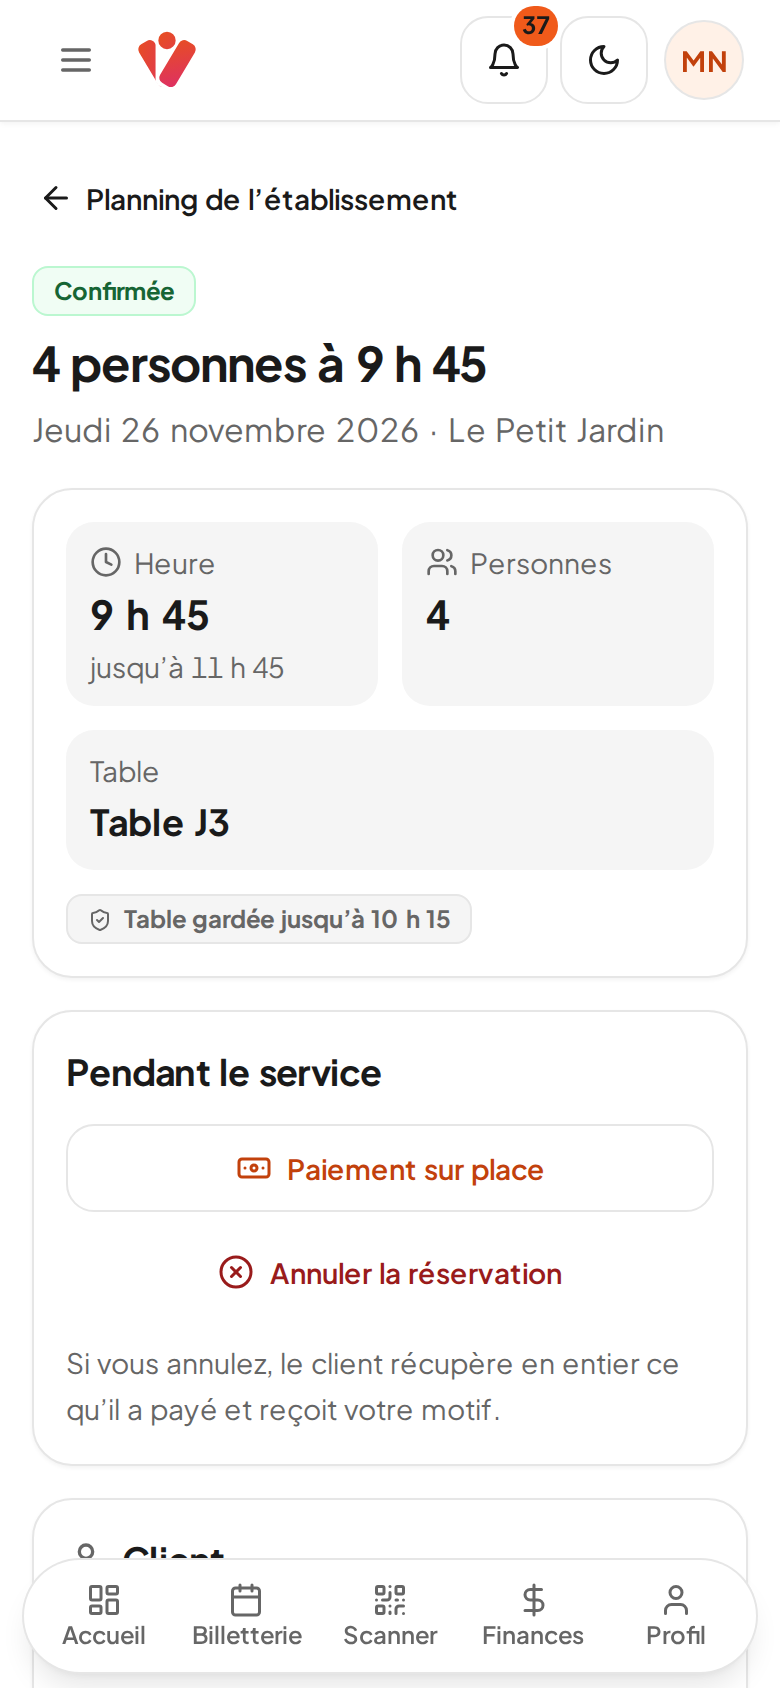 37
MN
Planning de l’établissement
Confirmée
4 personnes à 9 h 45
Jeudi 26 novembre 2026 · Le Petit Jardin
Heure
9 h 45
jusqu’à 11 h 45
Personnes
4
Table
Table J3
Table gardée jusqu’à 10 h 15
Pendant le service
Paiement sur place
Annuler la réservation
Si vous annulez, le client récupère en entier ce
qu’il a payé et reçoit votre motif.
Client
Accueil
Billetterie
Scanner
Finances
Profil